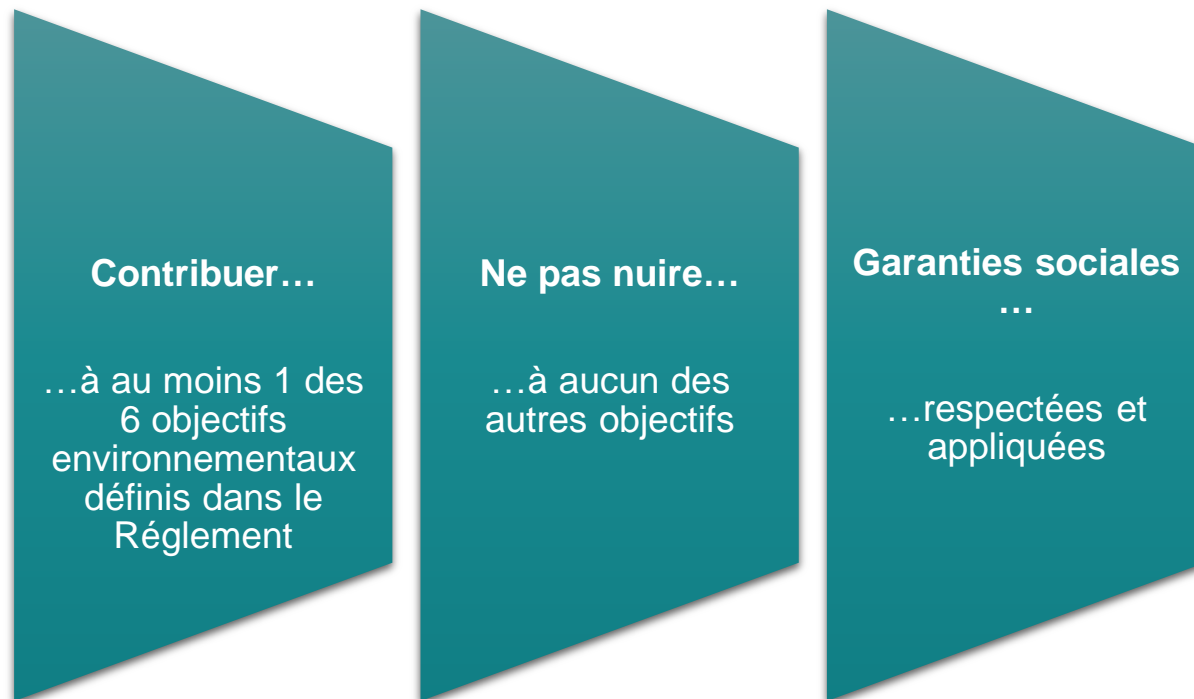 Contribuer…
…à au moins 1 des
6 objectifs
environnementaux
définis dans le
Réglement
Ne pas nuire…
…à aucun des
autres objectifs
Garanties sociales
…
…respectées et
appliquées